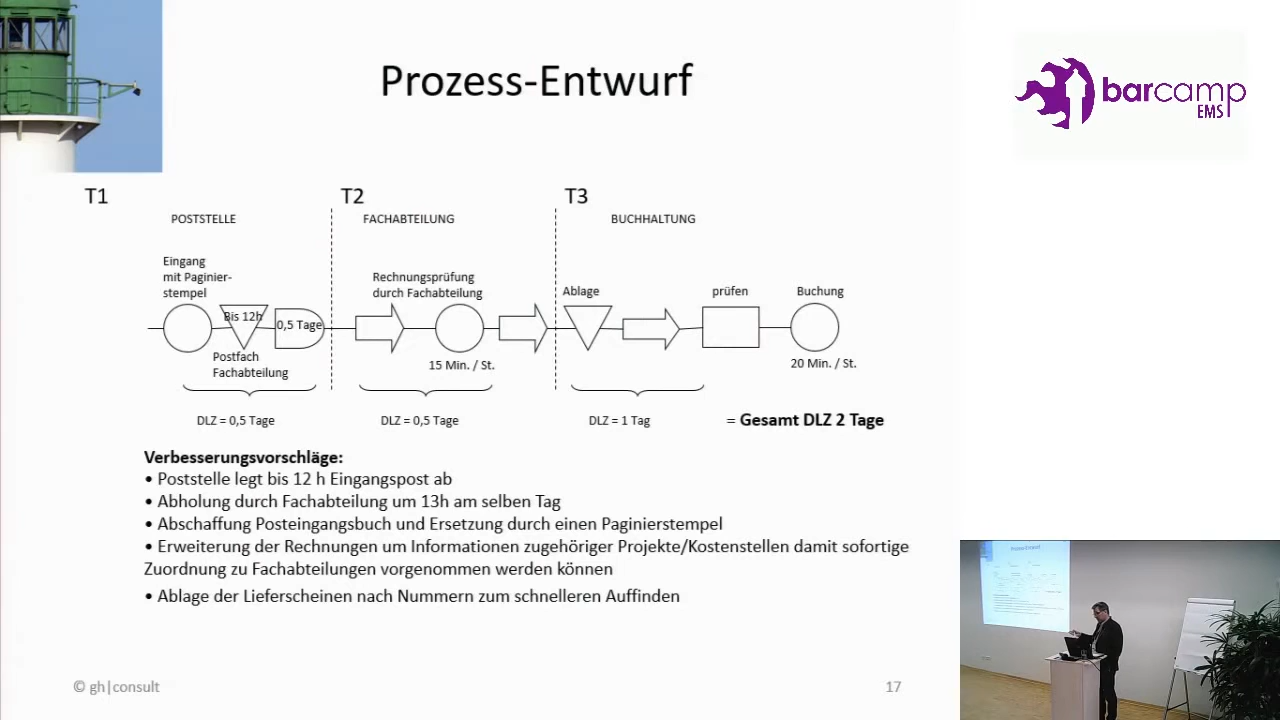 Prozess-Entwurf
barcamp
EMS
T1
T2
T3
POSTSTELLE
FACHABTEILUNG
BUCHHALTUNG
Eingang
mit Paginier-
stempel
Rechnungsprüfung
durch Fachabteilung
Ablage
prüfen
Buchung
Bis 12h
0,5 Tage
Postfach
Fachabteilung
15 Min. / St.
20 Min. / St.
DLZ = 0,5 Tage
DLZ = 0,5 Tage
DLZ = 1 Tag
= Gesamt DLZ 2 Tage
Verbesserungsvorschläge:
• Poststelle legt bis 12 h Eingangspost ab
• Abholung durch Fachabteilung um 13h am selben Tag
• Abschaffung Posteingangsbuch und Ersetzung durch einen Paginierstempel
• Erweiterung der Rechnungen um Informationen zugehöriger Projekte/Kostenstellen damit sofortige
Zuordnung zu Fachabteilungen vorgenommen werden können
• Ablage der Lieferscheinen nach Nummern zum schnelleren Auffinden
© gh|consult
17